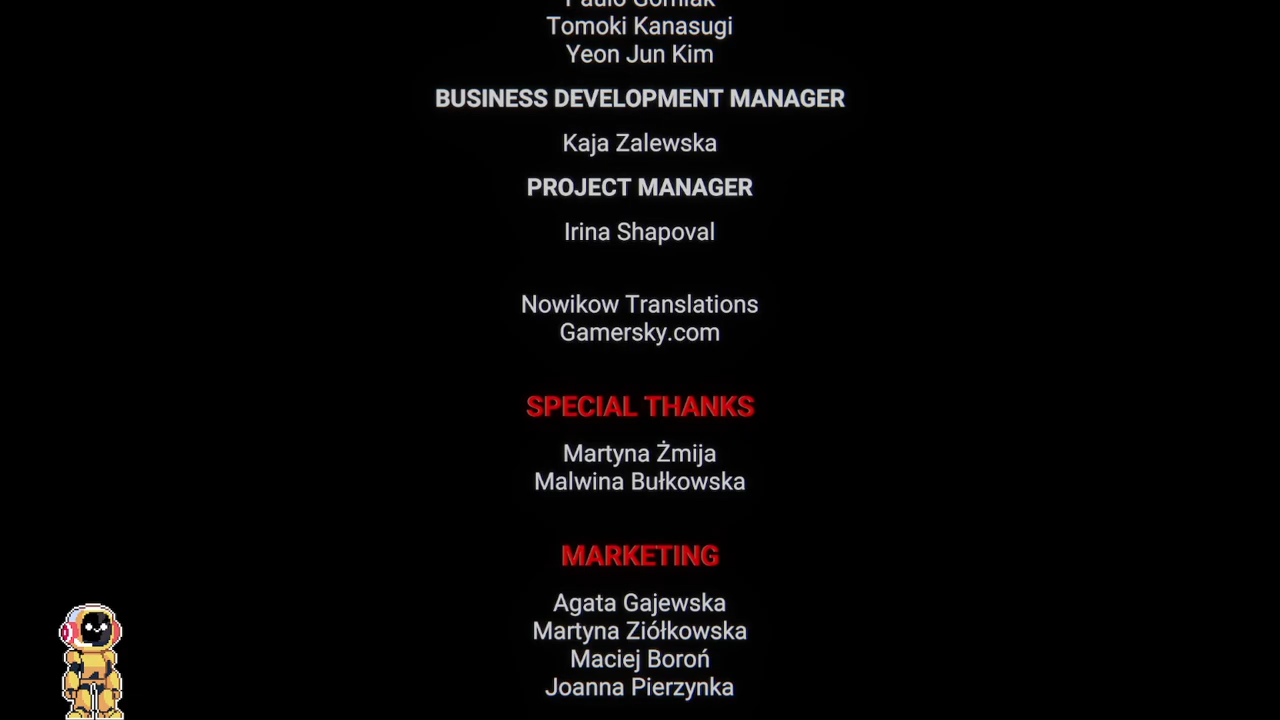 Tomoki Kanasugi
Yeon Jun Kim
BUSINESS DEVELOPMENT MANAGER
Kaja Zalewska
PROJECT MANAGER
Irina Shapoval
Nowikow Translations
Gamersky.com
SPECIAL THANKS
Martyna Żmija
Malwina Bułkowska
MARKETING
Agata Gajewska
Martyna Ziółkowska
Maciej Boroń
Joanna Pierzynka